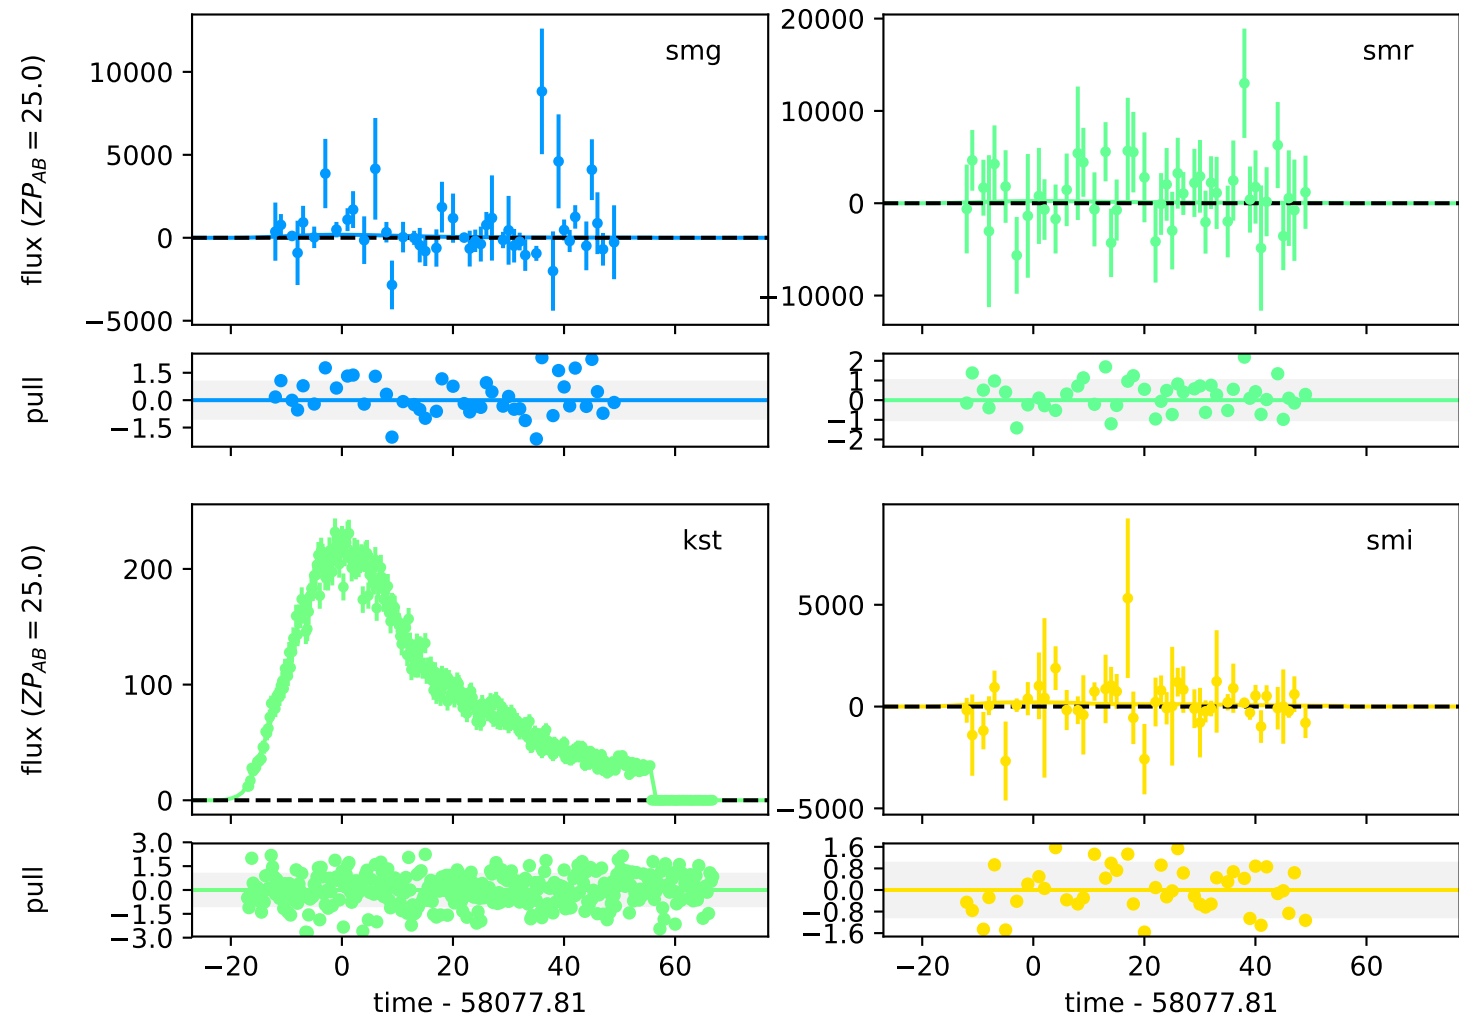 smg
flux (ZP_AB = 25.0)
10000
5000
0
−5000
smr
20000
10000
0
−10000
pull
1.5
0.0
−1.5
2
1
0
−1
−2
kst
flux (ZP_AB = 25.0)
200
100
0
smi
5000
0
−5000
pull
3.0
1.5
0.0
−1.5
−3.0
1.6
0.8
0.0
−0.8
−1.6
−20 0 20 40 60
time - 58077.81
−20 0 20 40 60
time - 58077.81